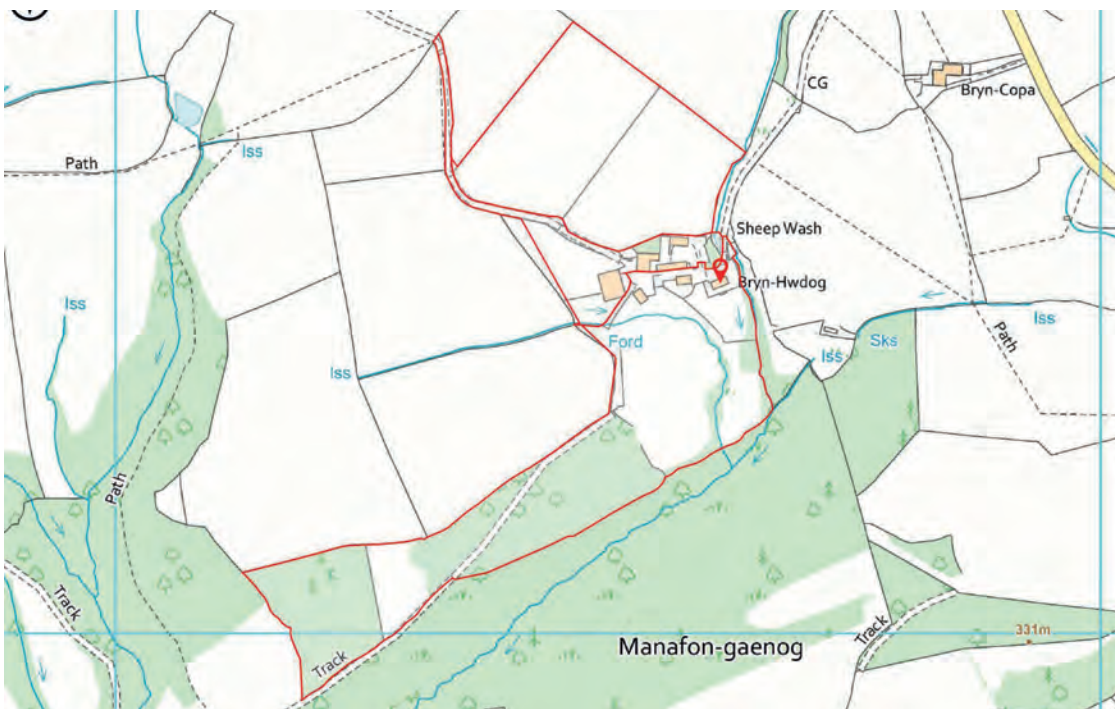 CG
Bryn-Copa
Path
Iss
Sheep Wash
Bryn-Hwdog
Iss
Iss
Path
Ford
Iss
Sks
Iss
Path
Track
Track
Track
Manafon-gaenog
331m